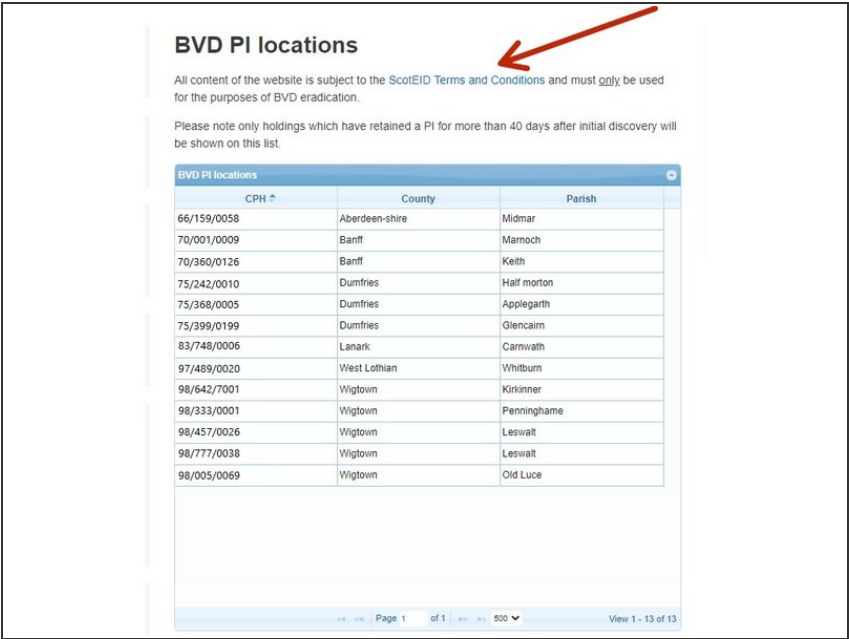 BVD PI locations
All content of the website is subject to the ScotEID Terms and Conditions and must only be used
for the purposes of BVD eradication.
Please note only holdings which have retained a PI for more than 40 days after initial discovery will
be shown on this list.
BVD PI locations
CPH County Parish
66/159/0058 Aberdeen-shire Midmar
70/001/0009 Banff Marnoch
70/360/0126 Banff Keith
75/242/0010 Dumfries Half morton
75/368/0005 Dumfries Applegarth
75/399/0199 Dumfries Glencairn
83/748/0006 Lanark Carnwath
97/489/0020 West Lothian Whitburn
98/642/7001 Wigtown Kirkinner
98/333/0001 Wigtown Penninghame
98/457/0026 Wigtown Leswalt
98/777/0038 Wigtown Leswalt
98/005/0069 Wigtown Old Luce
Page 1 of 1 500 View 1 - 13 of 13